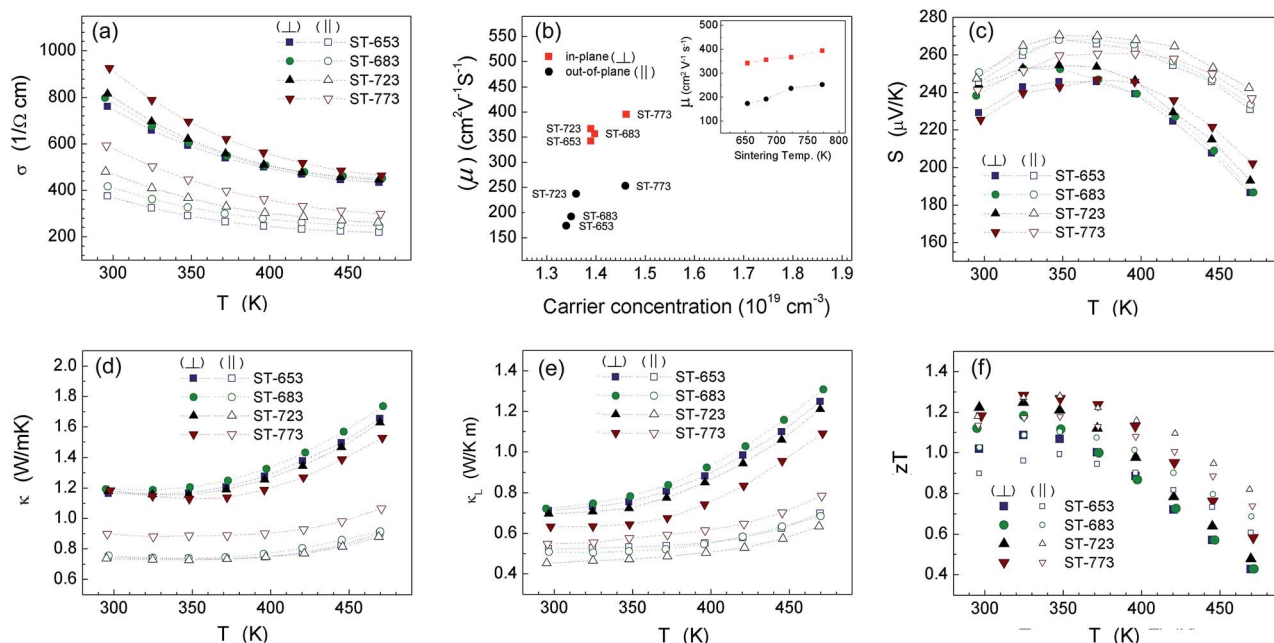 (a)
(⊥) (||)
ST-653
ST-683
ST-723
ST-773
σ (1/Ω cm)
1000
800
600
400
200
300 350 400 450
T (K)
(b)
in-plane (⊥)
out-of-plane (||)
(μ) (cm²V⁻¹S⁻¹)
550
500
450
400
350
300
250
200
150
ST-773
ST-723
ST-683
ST-653
ST-723
ST-773
ST-683
ST-653
1.3 1.4 1.5 1.6 1.7 1.8 1.9
Carrier concentration (10¹⁹ cm⁻³)
μ (cm² V⁻¹ s⁻¹)
500
400
300
200
100
650 700 750 800
Sintering Temp. (K)
(c)
S (μV/K)
280
260
240
220
200
180
160
(⊥) (||)
ST-653
ST-683
ST-723
ST-773
300 350 400 450
T (K)
(d)
(⊥) (||)
ST-653
ST-683
ST-723
ST-773
κ (W/mK)
2.0
1.8
1.6
1.4
1.2
1.0
0.8
0.6
300 350 400 450
T (K)
(e)
(⊥) (||)
ST-653
ST-683
ST-723
ST-773
κL (W/K m)
1.4
1.2
1.0
0.8
0.6
0.4
300 350 400 450
T (K)
(f)
zT
1.4
1.2
1.0
0.8
0.6
0.4
(⊥) (||)
ST-653
ST-683
ST-723
ST-773
300 350 400 450
T (K)